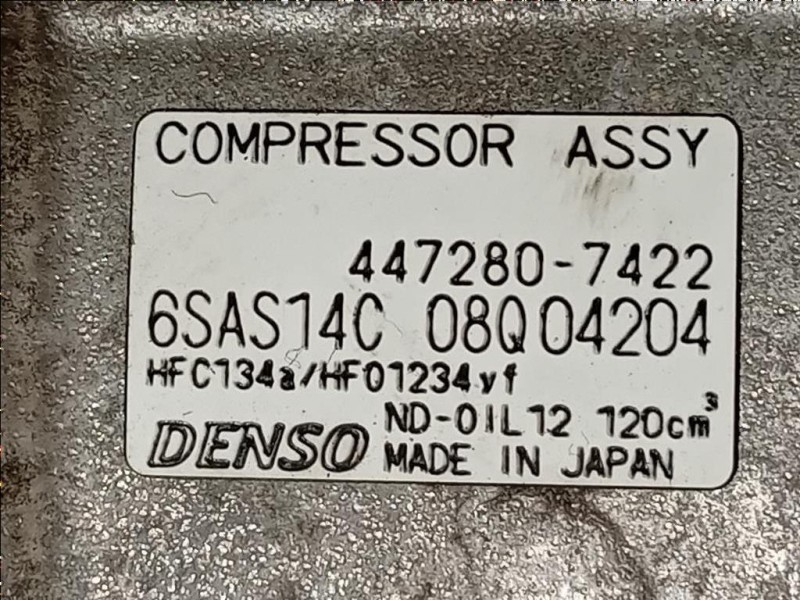 COMPRESSOR ASSY
447280-7422
6SAS14C 08Q04204
HFC134a/HFO1234yf
ND-OIL12 120cm³
DENSO MADE IN JAPAN